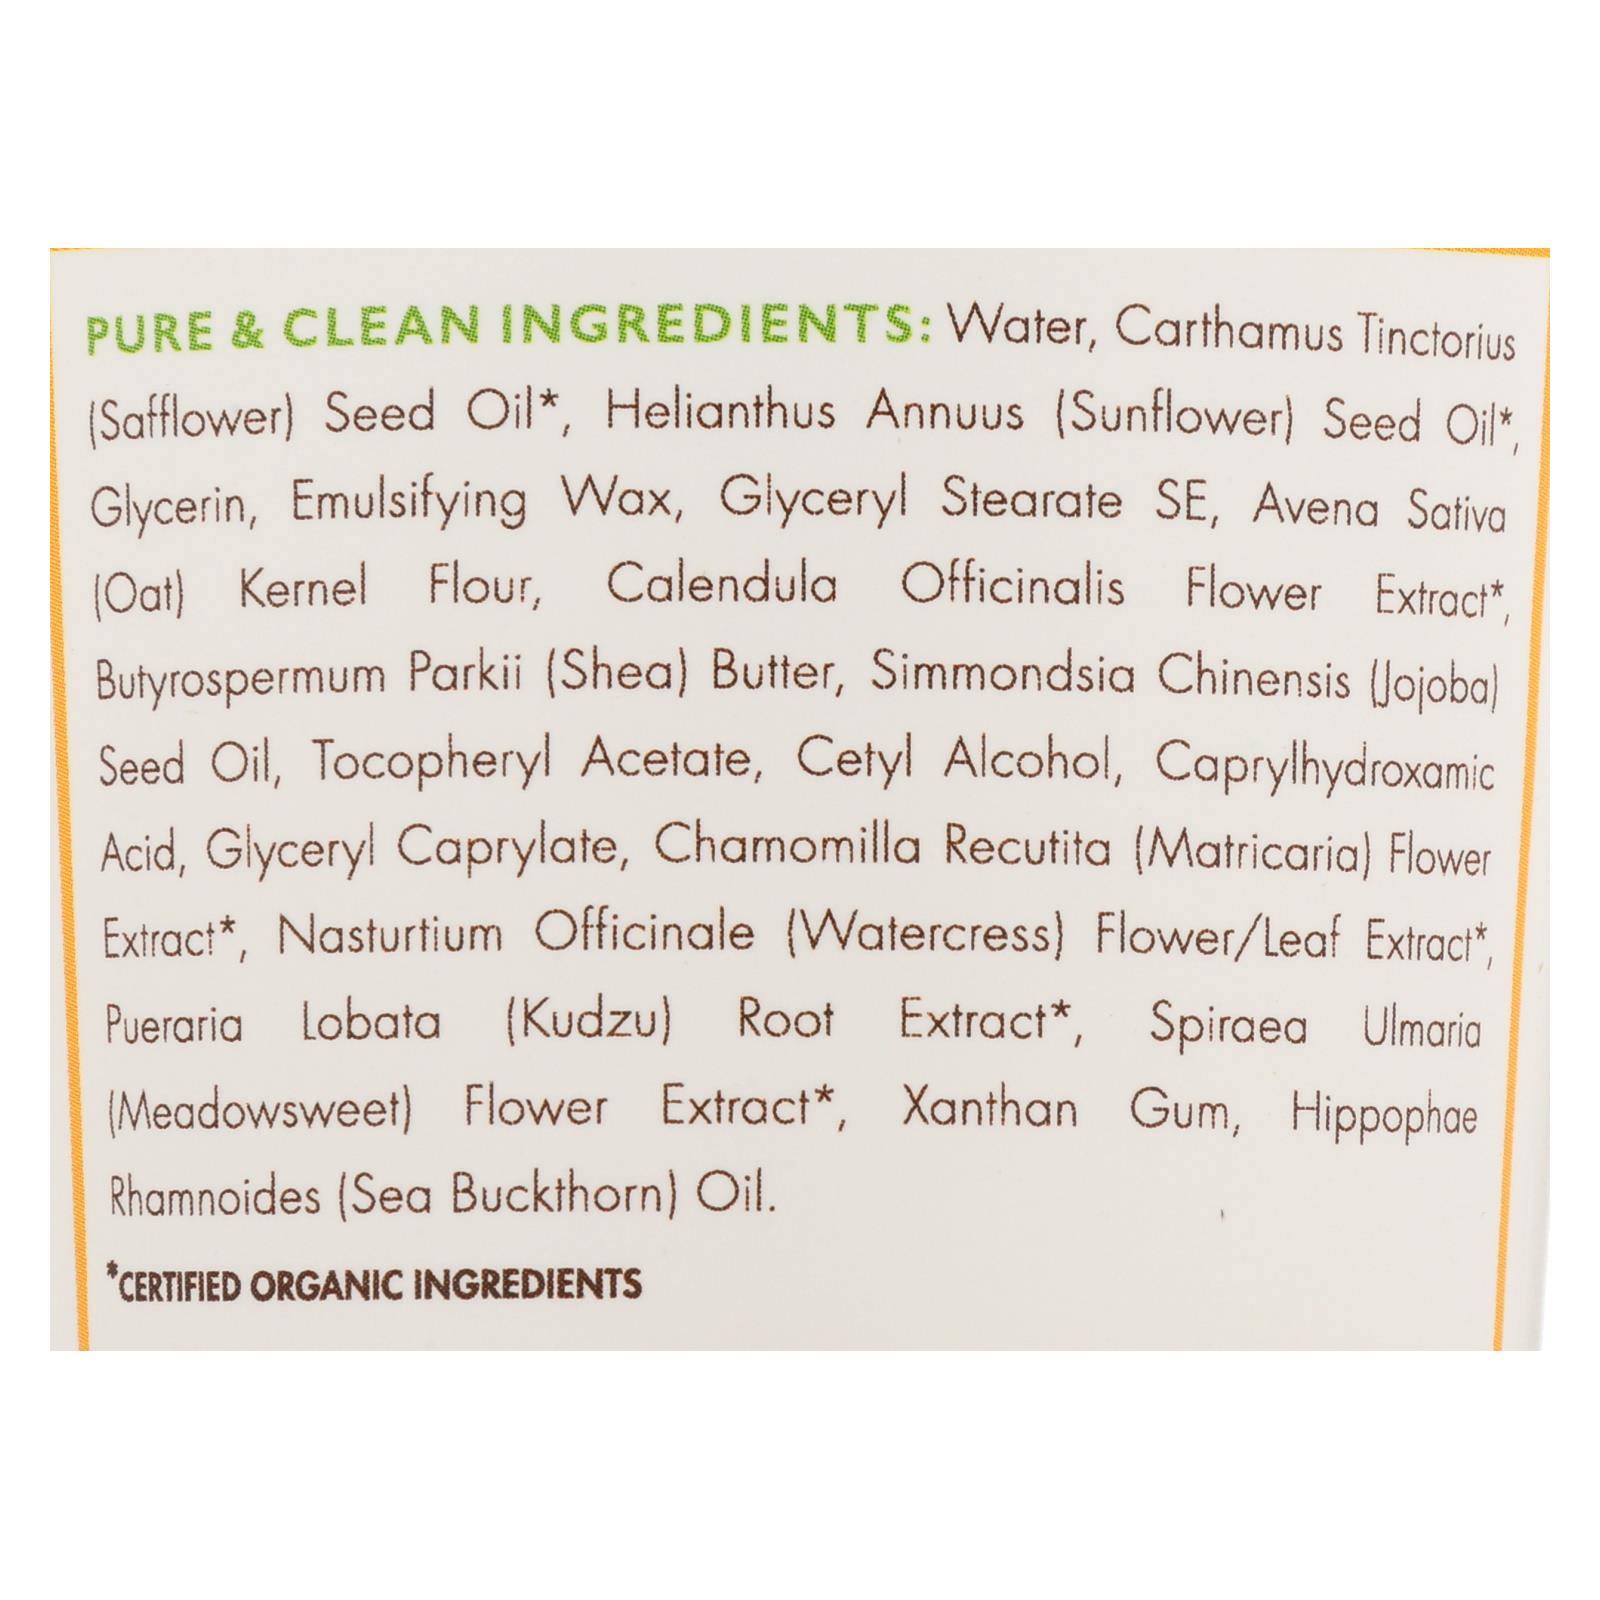 PURE & CLEAN INGREDIENTS: Water, Carthamus Tinctorius
(Safflower) Seed Oil*, Helianthus Annuus (Sunflower) Seed Oil*,
Glycerin, Emulsifying Wax, Glyceryl Stearate SE, Avena Sativa
(Oat) Kernel Flour, Calendula Officinalis Flower Extract*,
Butyrospermum Parkii (Shea) Butter, Simmondsia Chinensis (Jojoba)
Seed Oil, Tocopheryl Acetate, Cetyl Alcohol, Caprylhydroxamic
Acid, Glyceryl Caprylate, Chamomilla Recutita (Matricaria) Flower
Extract*, Nasturtium Officinale (Watercress) Flower/Leaf Extract*,
Pueraria Lobata (Kudzu) Root Extract*, Spiraea Ulmaria
(Meadowsweet) Flower Extract*, Xanthan Gum, Hippophae
Rhamnoides (Sea Buckthorn) Oil.
*CERTIFIED ORGANIC INGREDIENTS